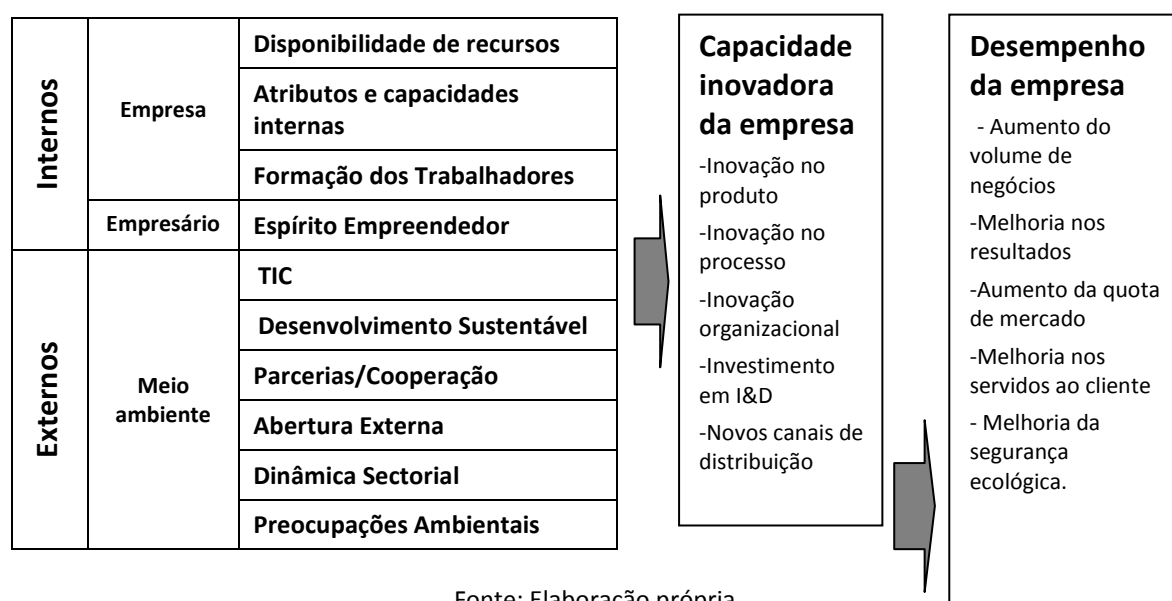 Internos
Empresa
Disponibilidade de recursos
Atributos e capacidades
internas
Formação dos Trabalhadores
Empresário
Espírito Empreendedor
Externos
Meio
ambiente
TIC
Desenvolvimento Sustentável
Parcerias/Cooperação
Abertura Externa
Dinâmica Sectorial
Preocupações Ambientais
Capacidade
inovadora
da empresa
-Inovação no
produto
-Inovação no
processo
-Inovação
organizacional
-Investimento
em I&D
-Novos canais de
distribuição
Desempenho
da empresa
- Aumento do
volume de
negócios
-Melhoria nos
resultados
-Aumento da quota
de mercado
-Melhoria nos
servidos ao cliente
- Melhoria da
segurança
ecológica.
Fonte: Elaboração própria